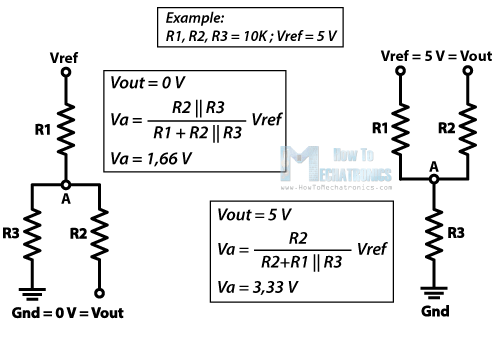 Example:
R1, R2, R3 = 10K ; Vref = 5 V
Vref
R1
A
R3
R2
Gnd = 0 V = Vout
Vout = 0 V
Va = R2 || R3 / R1 + R2 || R3 Vref
Va = 1,66 V
How To
MECHATRONICS
www.HowToMechatronics.com
Vout = 5 V
Va = R2 / R2+R1 || R3 Vref
Va = 3,33 V
Vref = 5 V = Vout
R1
R2
A
R3
Gnd